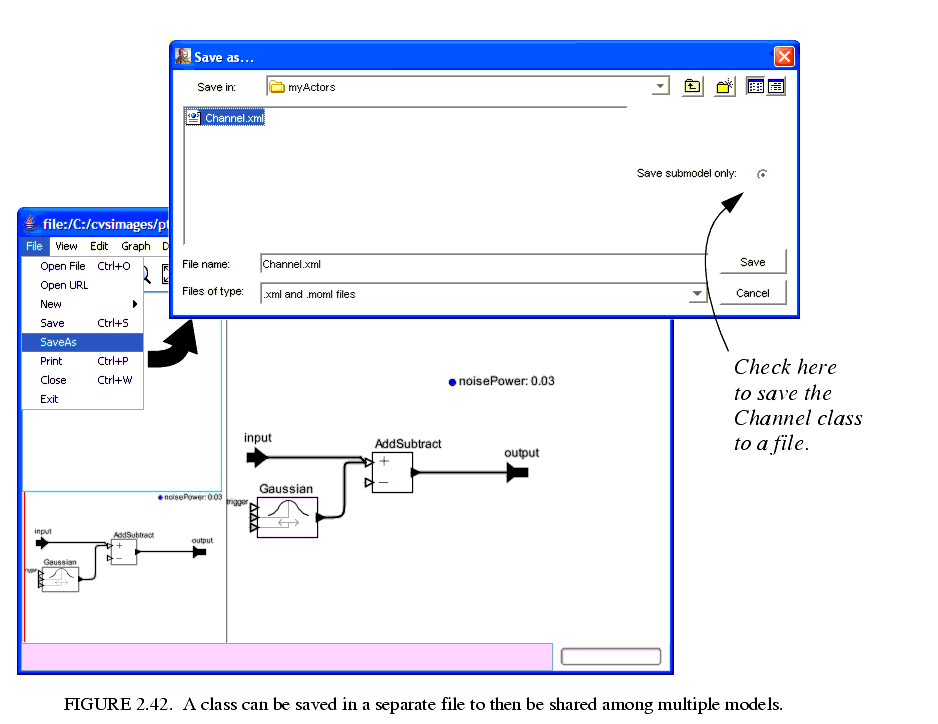 Save as...
Save in: myActors
Channel.xml
Save submodel only:
File name: Channel.xml Save
Files of type: .xml and .moml files Cancel
file:/C:/cvsimages/pt
File View Edit Graph D
Open File Ctrl+O
Open URL
New
Save Ctrl+S
SaveAs
Print Ctrl+P
Close Ctrl+W
Exit
Check here
to save the
Channel class
to a file.
noisePower: 0.03
input
AddSubtract
+
−
output
Gaussian
trigger
noisePower: 0.03
input
AddSubtract
+
−
output
Gaussian
FIGURE 2.42. A class can be saved in a separate file to then be shared among multiple models.